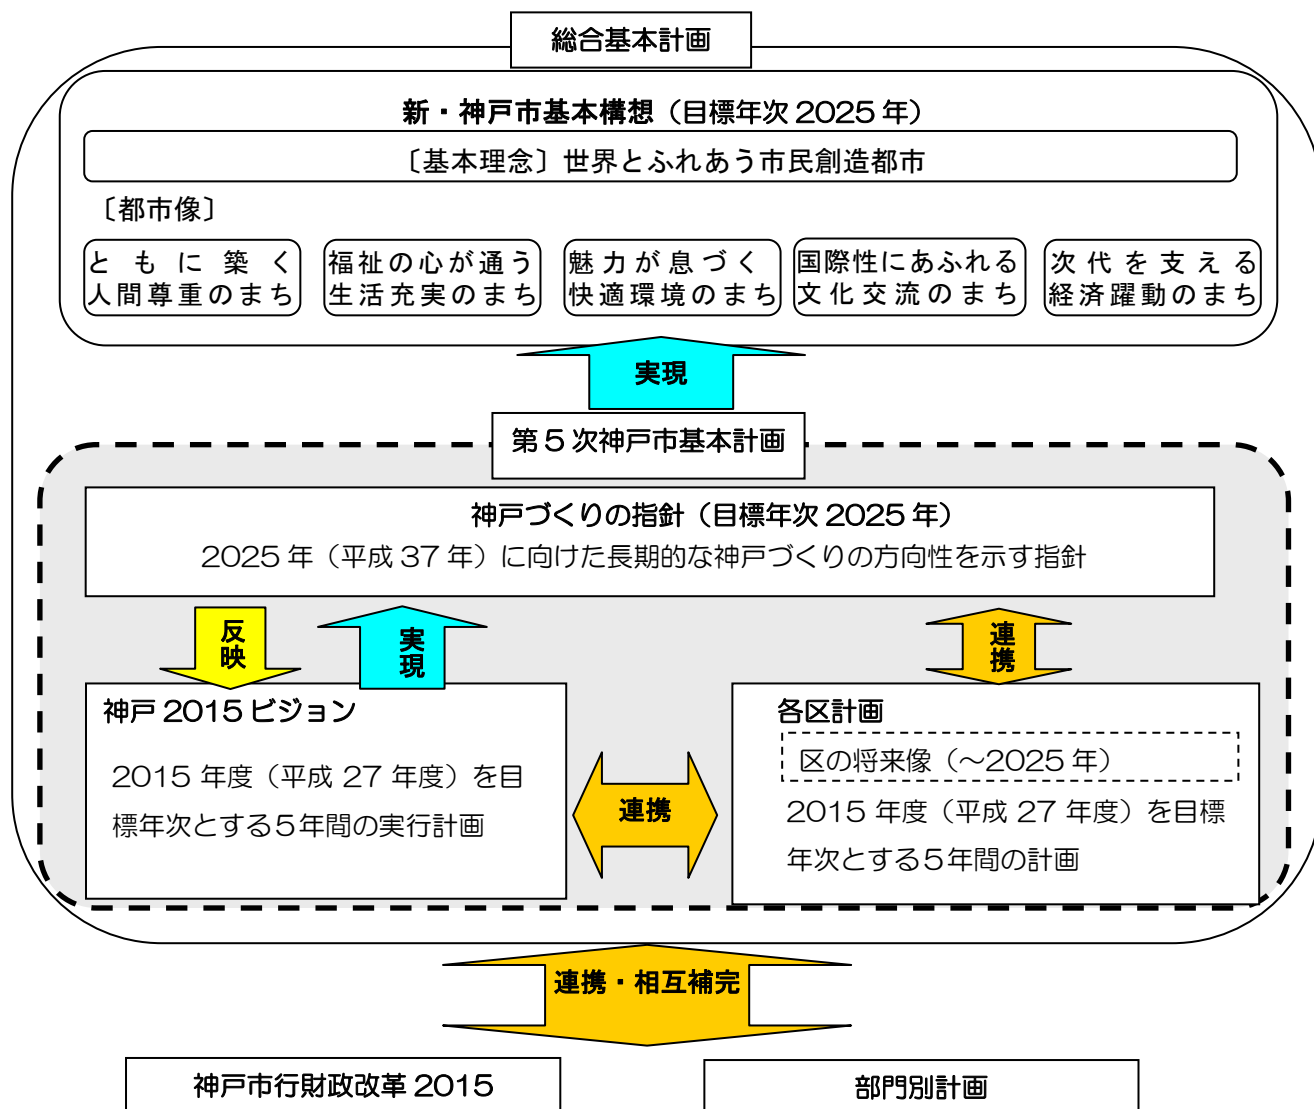 総合基本計画
新・神戸市基本構想（目標年次 2025 年）
〔基本理念〕世界とふれあう市民創造都市
〔都市像〕
ともに築く
人間尊重のまち
福祉の心が通う
生活充実のまち
魅力が息づく
快適環境のまち
国際性にあふれる
文化交流のまち
次代を支える
経済躍動のまち
実現
第５次神戸市基本計画
神戸づくりの指針（目標年次 2025 年）
2025 年（平成 37 年）に向けた長期的な神戸づくりの方向性を示す指針
反映
実現
連携
神戸 2015 ビジョン
2015 年度（平成 27 年度）を目
標年次とする５年間の実行計画
連携
各区計画
区の将来像（～2025 年）
2015 年度（平成 27 年度）を目標
年次とする５年間の計画
連携・相互補完
神戸市行財政改革 2015
部門別計画